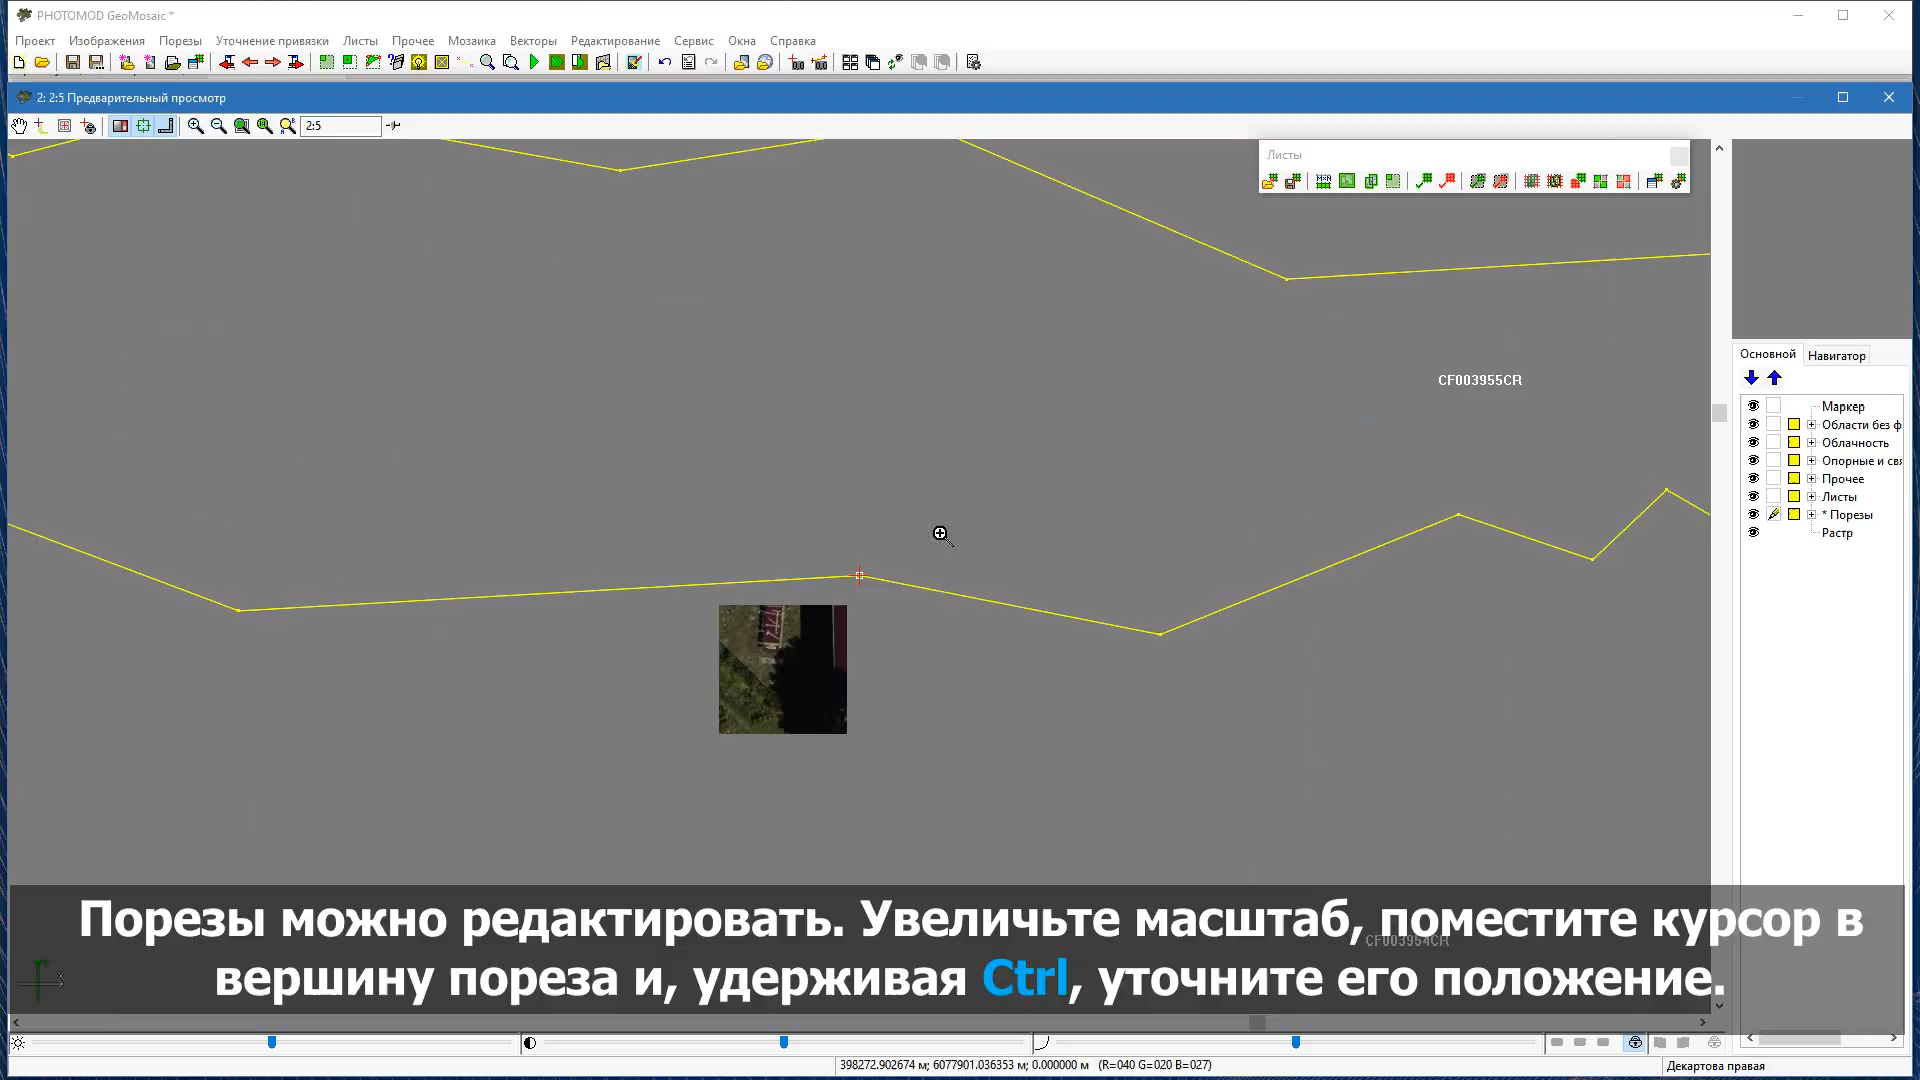 PHOTOMOD GeoMosaic *
Проект Изображения Порезы Уточнение привязки Листы Прочее Мозаика Векторы Редактирование Сервис Окна Справка
2: 2:5 Предварительный просмотр
2:5
Листы
CF003955CR
Основной Навигатор
Маркер
Области без ф
Облачность
Опорные и свя
Прочее
Листы
* Порезы
Растр
Порезы можно редактировать. Увеличьте масштаб, поместите курсор в
CF003954CR
вершину пореза и, удерживая Ctrl, уточните его положение.
398272.902674 м; 6077901.036353 м; 0.000000 м (R=040 G=020 B=027)
Декартова правая